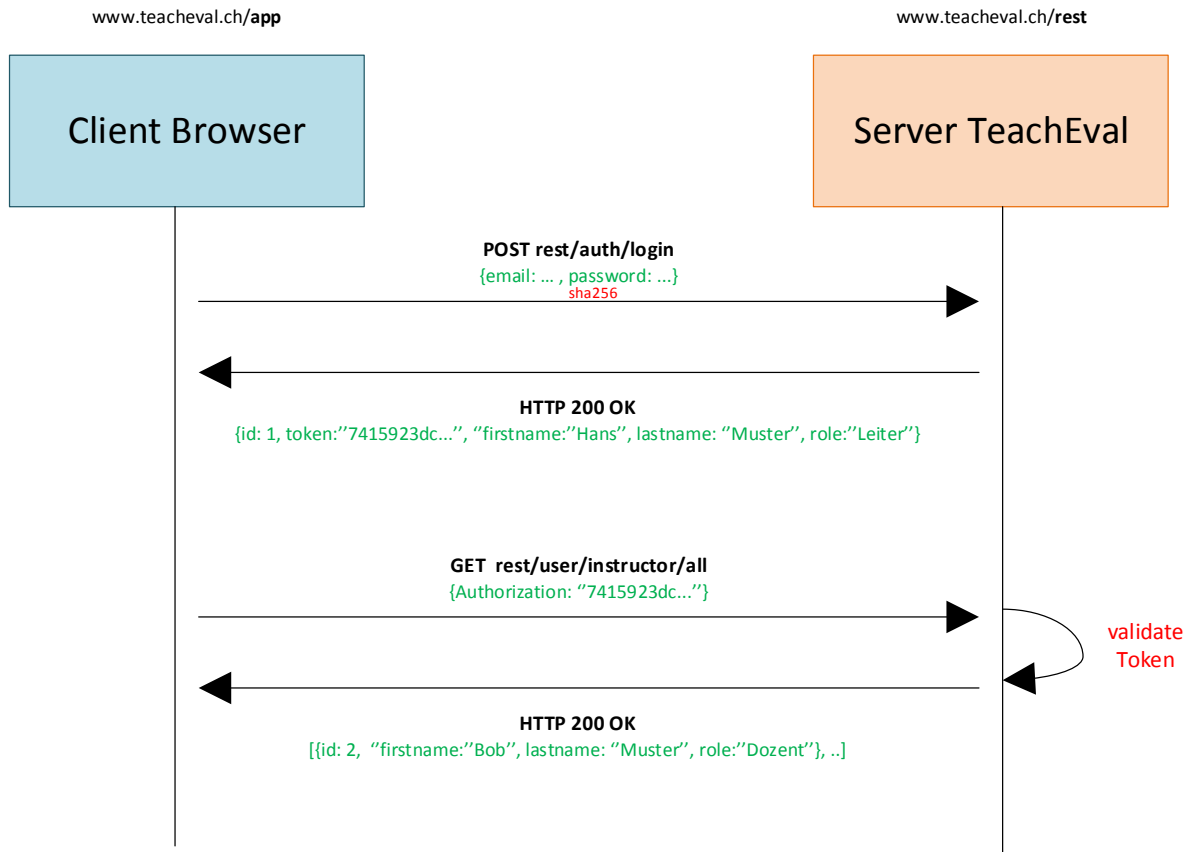 www.teacheval.ch/app
www.teacheval.ch/rest
Client Browser
Server TeachEval
POST rest/auth/login
{email: ... , password: ...}
sha256
HTTP 200 OK
{id: 1, token:’’7415923dc...’’, ‘’firstname:’’Hans’’, lastname: ‘’Muster’’, role:’’Leiter’’}
GET  rest/user/instructor/all
{Authorization: ‘’7415923dc...’’}
validate
Token
HTTP 200 OK
[{id: 2,  ‘’firstname:’’Bob’’, lastname: ‘’Muster’’, role:’’Dozent’’}, ..]